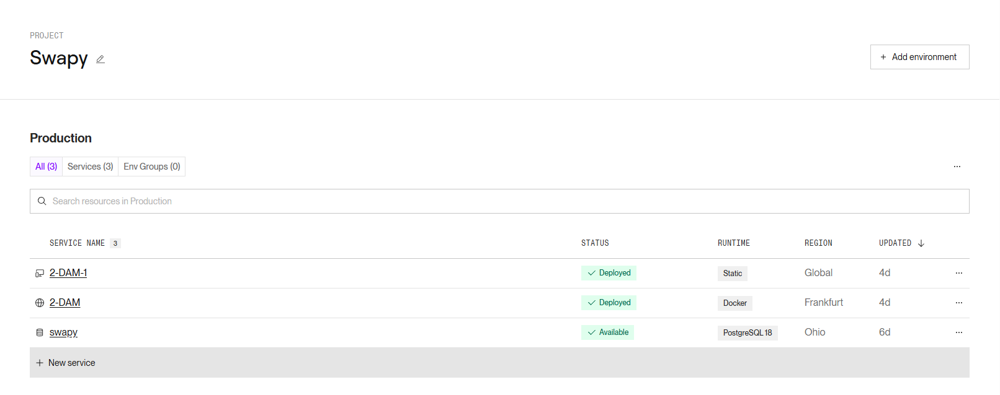 PROJECT
Swapy
+ Add environment
Production
All (3) Services (3) Env Groups (0)
Search resources in Production
SERVICE NAME 3 STATUS RUNTIME REGION UPDATED
2-DAM-1 Deployed Static Global 4d
2-DAM Deployed Docker Frankfurt 4d
swapy Available PostgreSQL 18 Ohio 6d
+ New service